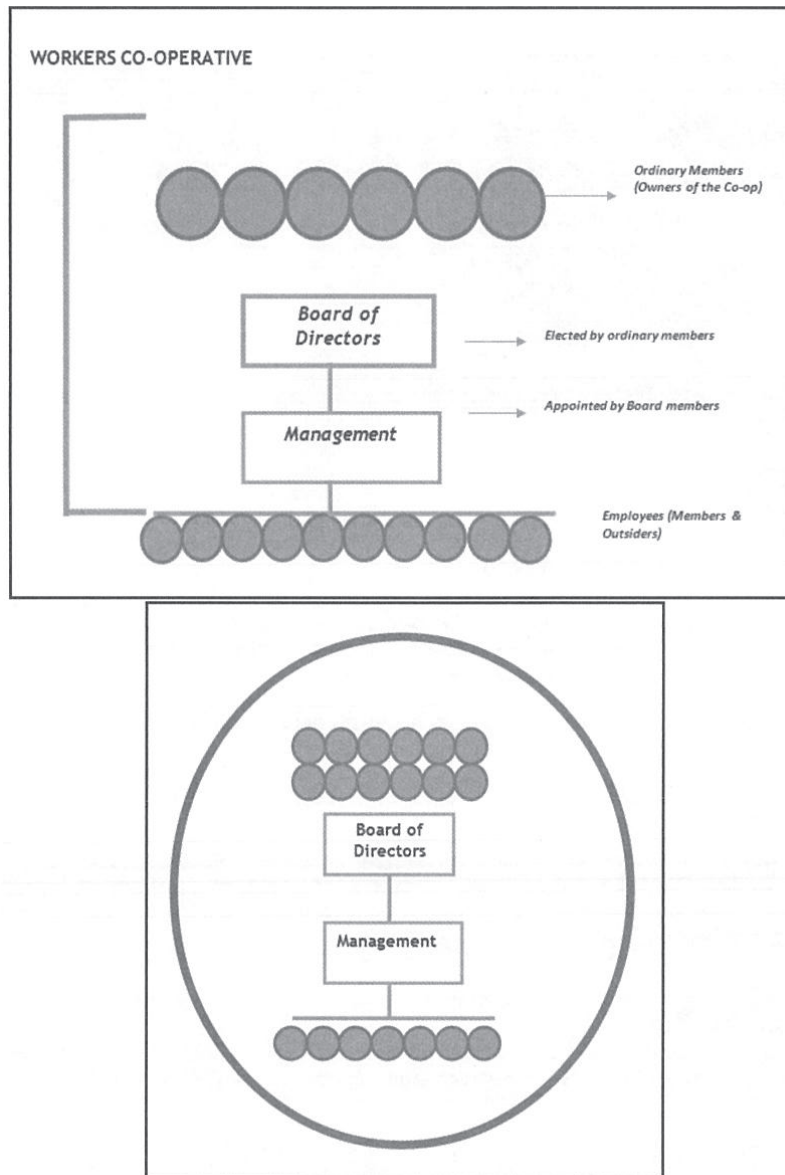 WORKERS CO-OPERATIVE
Ordinary Members
(Owners of the Co-op)
Board of
Directors
Elected by ordinary members
Appointed by Board members
Management
Employees (Members &
Outsiders)
Board of
Directors
Management